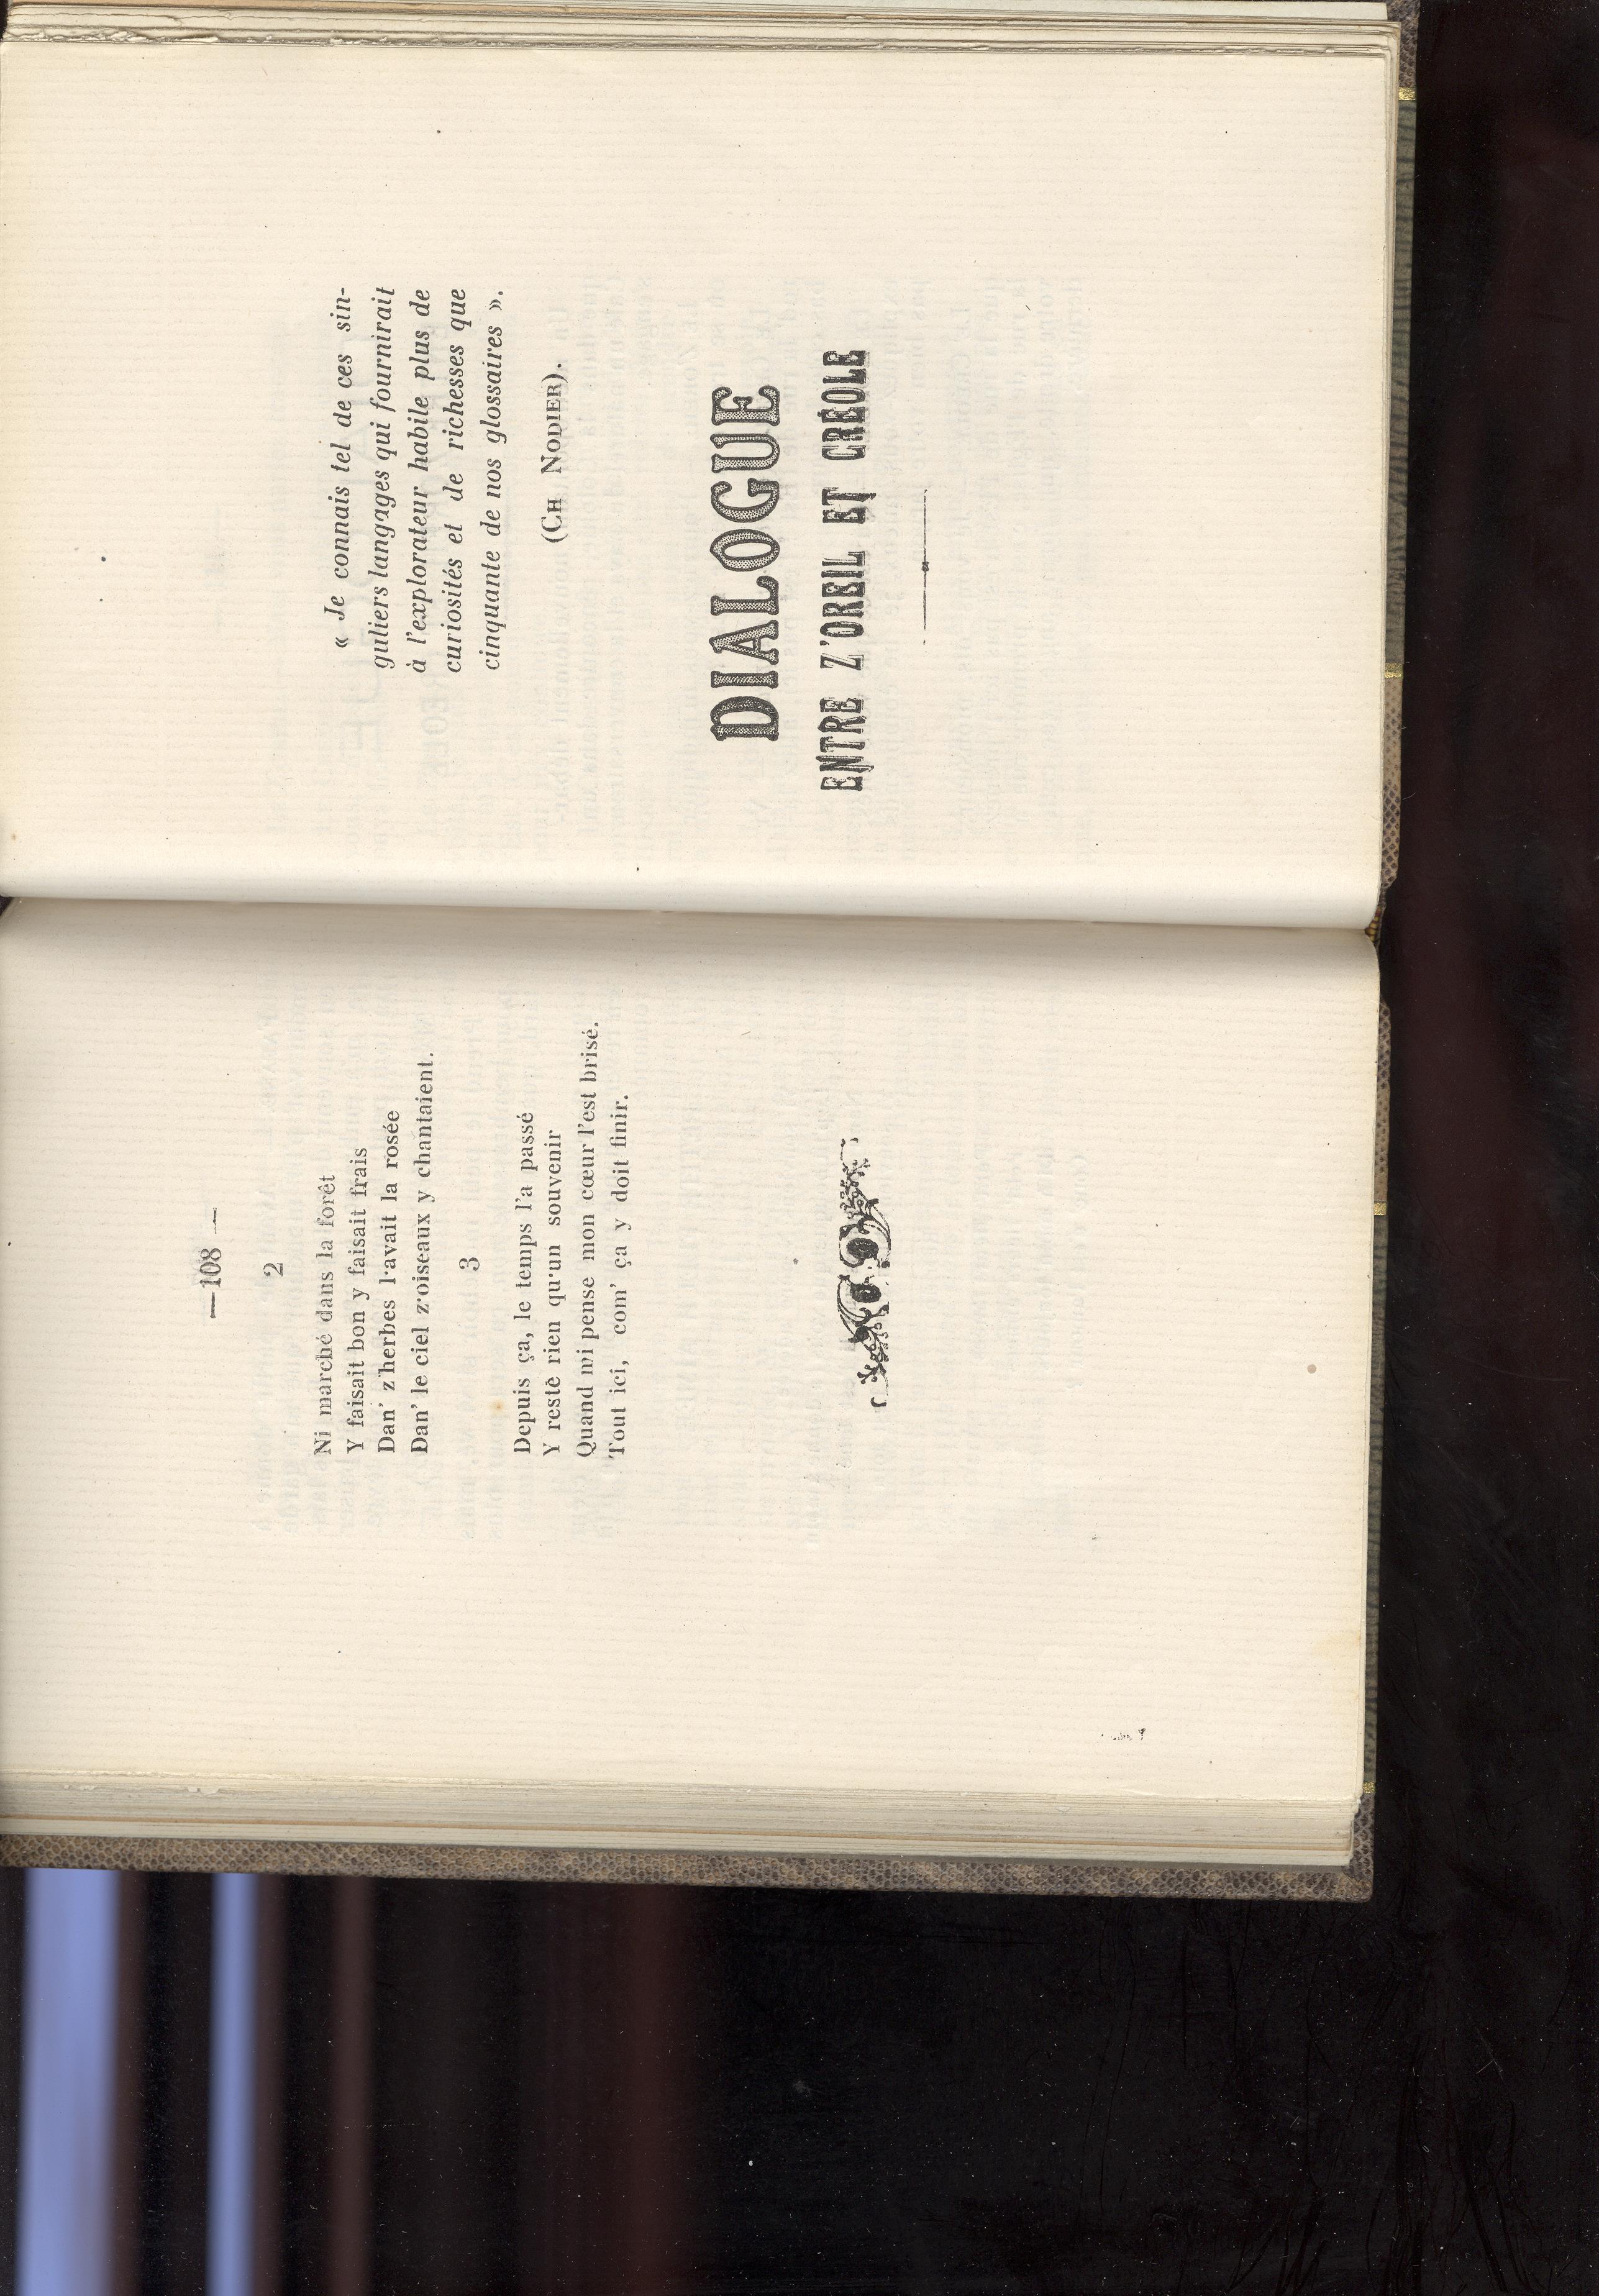 —108 —
2
Ni marché dans la forêt
Y faisait bon y faisait frais
Dan' z'herbes l'avait la rosée
Dan' le ciel z'oiseaux y chantaient.
3
Depuis ça, le temps l'a passé
Y resté rien qu'un souvenir
Quand mi pense mon cœur l'est brisé.
Tout ici, com' ça y doit finir.
« Je connais tel de ces sin-
guliers langages qui fournirait
à l'explorateur habile plus de
curiosités et de richesses que
cinquante de nos glossaires ».
(CH NODIER).
DIALOGUE
ENTRE Z'OREIL ET CRÉOLE